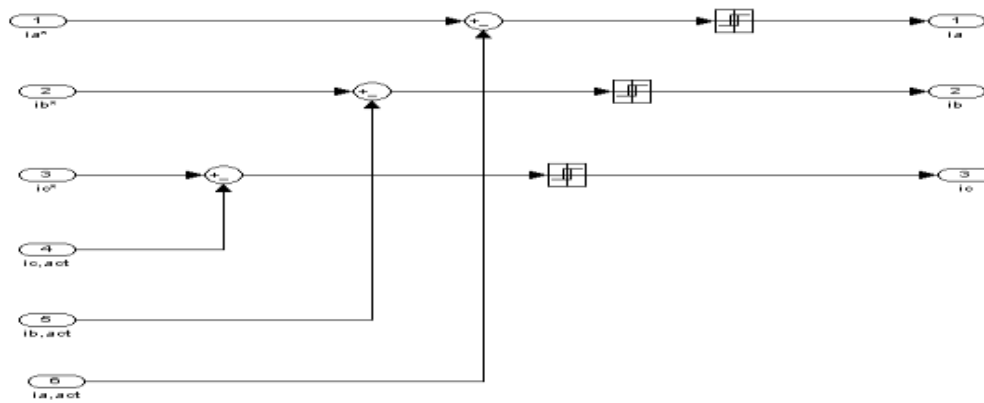 1
ia*
+
-
1
ia
2
ib*
+
-
2
ib
3
ic*
+
-
3
ic
4
ic,act
5
ib,act
6
ia,act